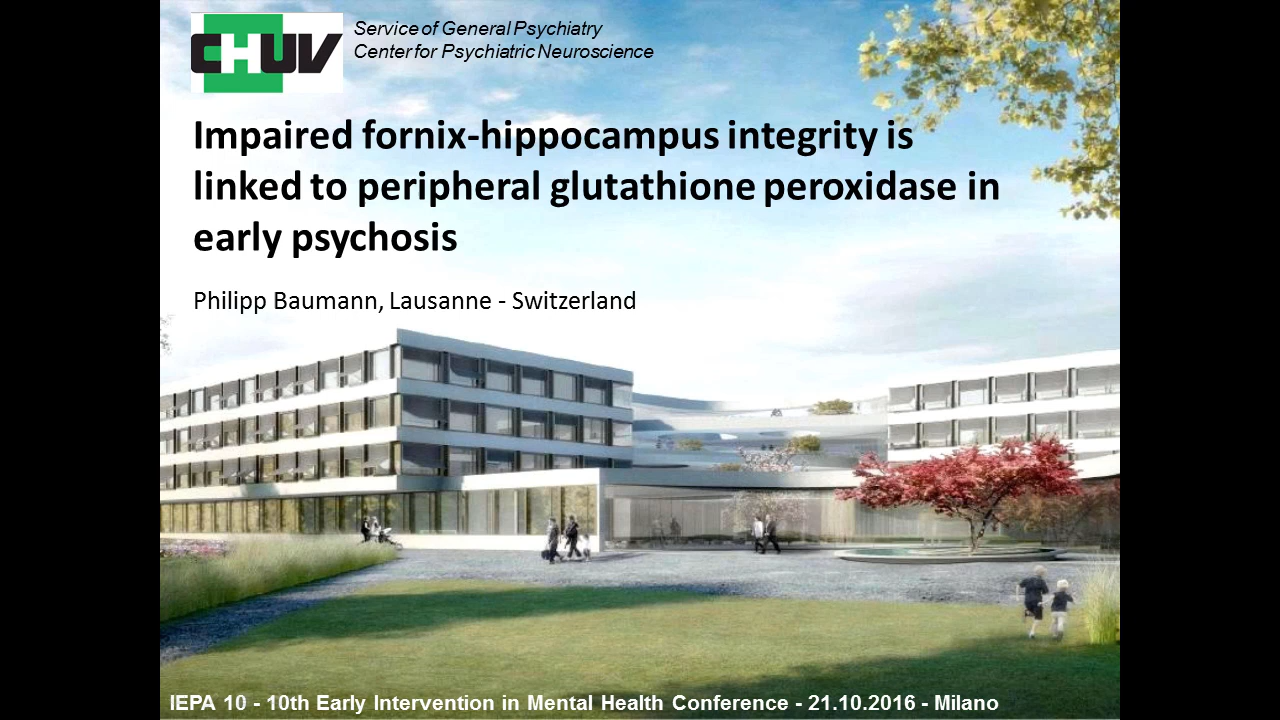 CHUV
Service of General Psychiatry
Center for Psychiatric Neuroscience
Impaired fornix-hippocampus integrity is
linked to peripheral glutathione peroxidase in
early psychosis
Philipp Baumann, Lausanne - Switzerland
IEPA 10 - 10th Early Intervention in Mental Health Conference - 21.10.2016 - Milano